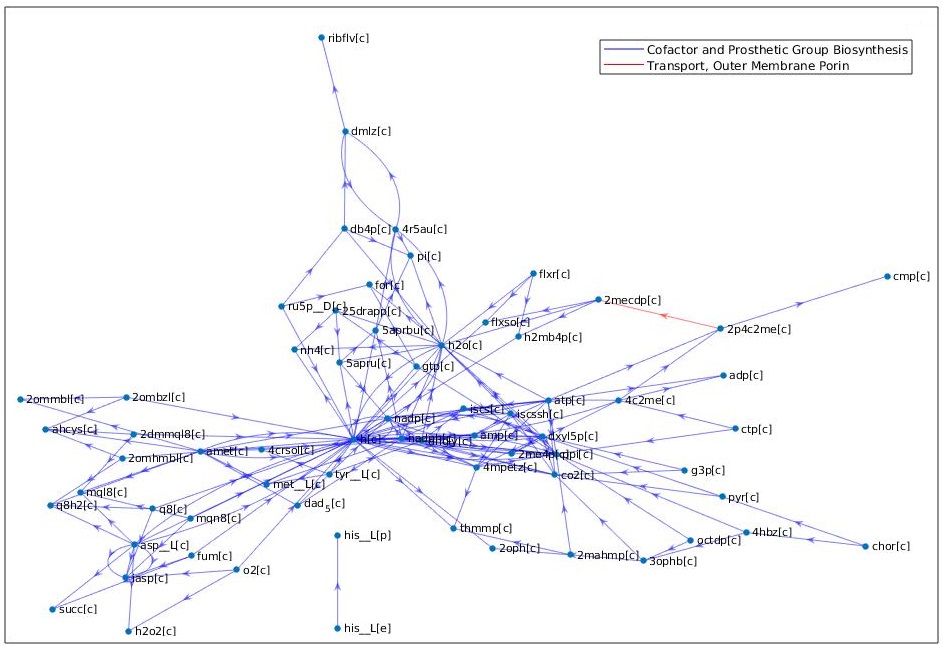 ribflv[c]
Cofactor and Prosthetic Group Biosynthesis
Transport, Outer Membrane Porin
dmlz[c]
db4p[c]
4r5au[c]
pi[c]
flxr[c]
cmp[c]
for[c]
2mecdp[c]
ru5p__D[c]
25drapp[c]
flxso[c]
2p4c2me[c]
5aprbu[c]
h2mb4p[c]
nh4[c]
h2o[c]
5apru[c]
gtp[c]
adp[c]
2ommbl[c]
2ombzl[c]
atp[c]
4c2me[c]
iscs[c]
iscssh[c]
nadp[c]
ahcys[c]
2dmmql8[c]
ctp[c]
h[c]
amp[c]
dxyl5p[c]
amet[c]
4crsol[c]
2omhmbl[c]
4mpetz[c]
g3p[c]
tyr__L[c]
co2[c]
met__L[c]
mql8[c]
pyr[c]
q8h2[c]
q8[c]
dad_5[c]
mqn8[c]
thmmp[c]
his__L[p]
4hbz[c]
octdp[c]
asp__L[c]
2oph[c]
chor[c]
fum[c]
2mahmp[c]
3ophb[c]
o2[c]
iasp[c]
succ[c]
h2o2[c]
his__L[e]